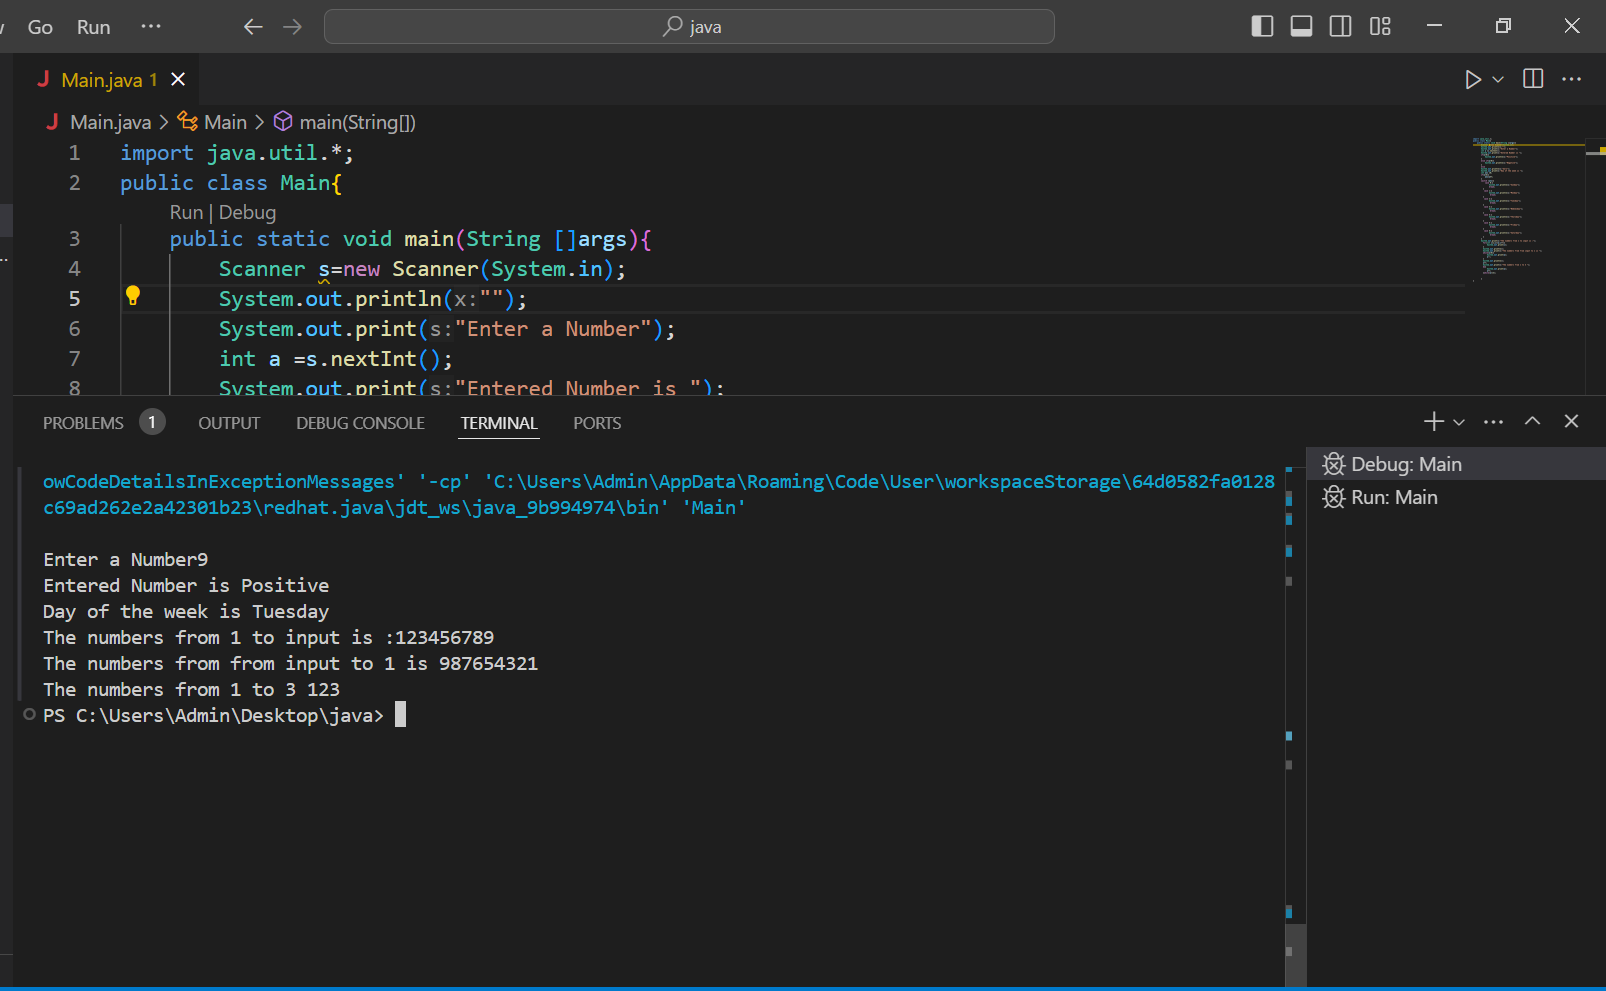 Go Run ···
java
Main.java 1
Main.java > Main > main(String[])
1 import java.util.*;
2 public class Main{
Run | Debug
3 public static void main(String []args){
4 Scanner s=new Scanner(System.in);
5 System.out.println(x:"");
6 System.out.print(s:"Enter a Number");
7 int a =s.nextInt();
8 System.out.print(s:"Entered Number is ");
PROBLEMS 1 OUTPUT DEBUG CONSOLE TERMINAL PORTS
owCodeDetailsInExceptionMessages' '-cp' 'C:\Users\Admin\AppData\Roaming\Code\User\workspaceStorage\64d0582fa0128
c69ad262e2a42301b23\redhat.java\jdt_ws\java_9b994974\bin' 'Main'
Enter a Number9
Entered Number is Positive
Day of the week is Tuesday
The numbers from 1 to input is :123456789
The numbers from from input to 1 is 987654321
The numbers from 1 to 3 123
PS C:\Users\Admin\Desktop\java>
Debug: Main
Run: Main